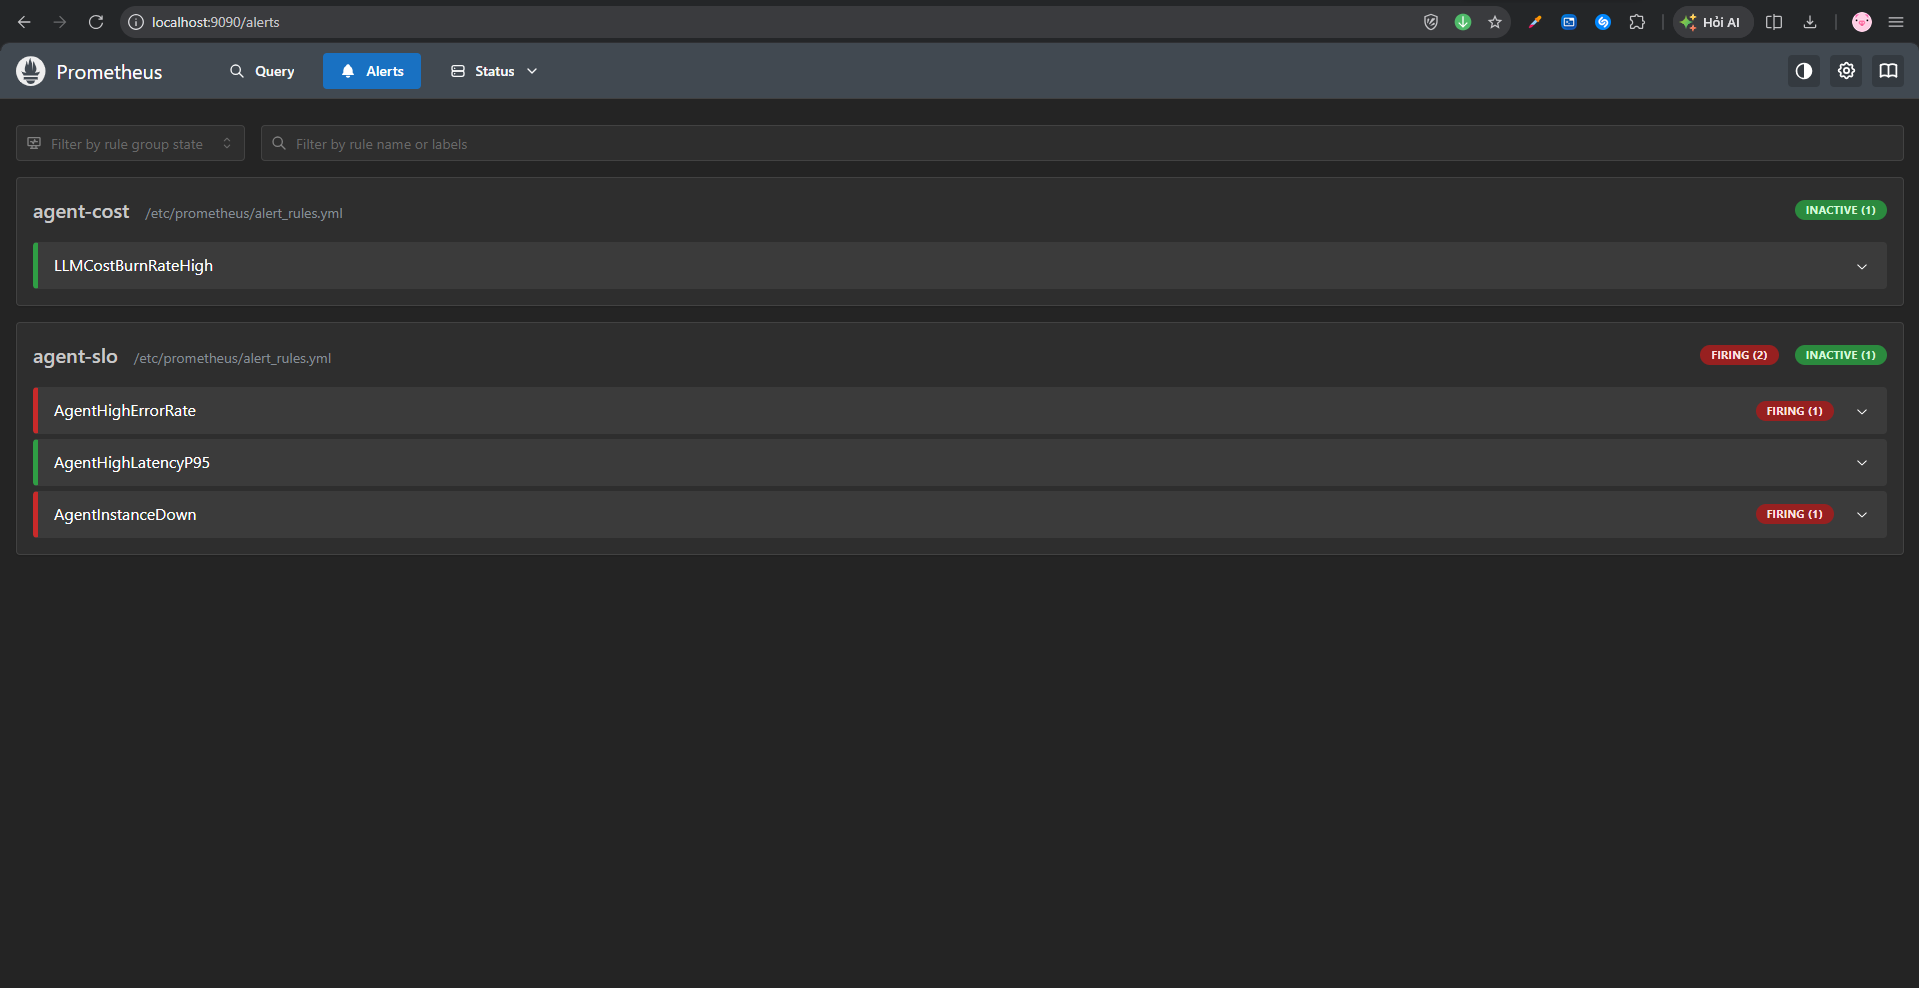 localhost:9090/alerts
Hỏi AI
Prometheus
Query
Alerts
Status
Filter by rule group state
Filter by rule name or labels
agent-cost /etc/prometheus/alert_rules.yml INACTIVE (1)
LLMCostBurnRateHigh
agent-slo /etc/prometheus/alert_rules.yml FIRING (2) INACTIVE (1)
AgentHighErrorRate FIRING (1)
AgentHighLatencyP95
AgentInstanceDown FIRING (1)